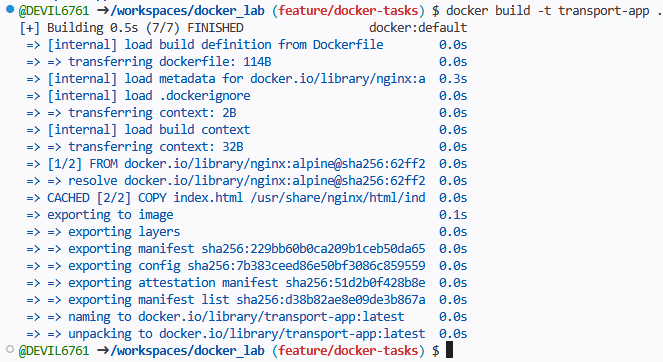 @DEVIL6761 ➜/workspaces/docker_lab (feature/docker-tasks) $ docker build -t transport-app .
[+] Building 0.5s (7/7) FINISHED docker:default
=> [internal] load build definition from Dockerfile 0.0s
=> => transferring dockerfile: 114B 0.0s
=> [internal] load metadata for docker.io/library/nginx:a 0.3s
=> [internal] load .dockerignore 0.0s
=> => transferring context: 2B 0.0s
=> [internal] load build context 0.0s
=> => transferring context: 32B 0.0s
=> [1/2] FROM docker.io/library/nginx:alpine@sha256:62ff2 0.0s
=> => resolve docker.io/library/nginx:alpine@sha256:62ff2 0.0s
=> CACHED [2/2] COPY index.html /usr/share/nginx/html/ind 0.0s
=> exporting to image 0.1s
=> => exporting layers 0.0s
=> => exporting manifest sha256:229bb60b0ca209b1ceb50da65 0.0s
=> => exporting config sha256:7b383ceed86e50bf3086c859559 0.0s
=> => exporting attestation manifest sha256:51d2b0f428b8e 0.0s
=> => exporting manifest list sha256:d38b82ae8e09de3b867a 0.0s
=> => naming to docker.io/library/transport-app:latest 0.0s
=> => unpacking to docker.io/library/transport-app:latest 0.0s
@DEVIL6761 ➜/workspaces/docker_lab (feature/docker-tasks) $